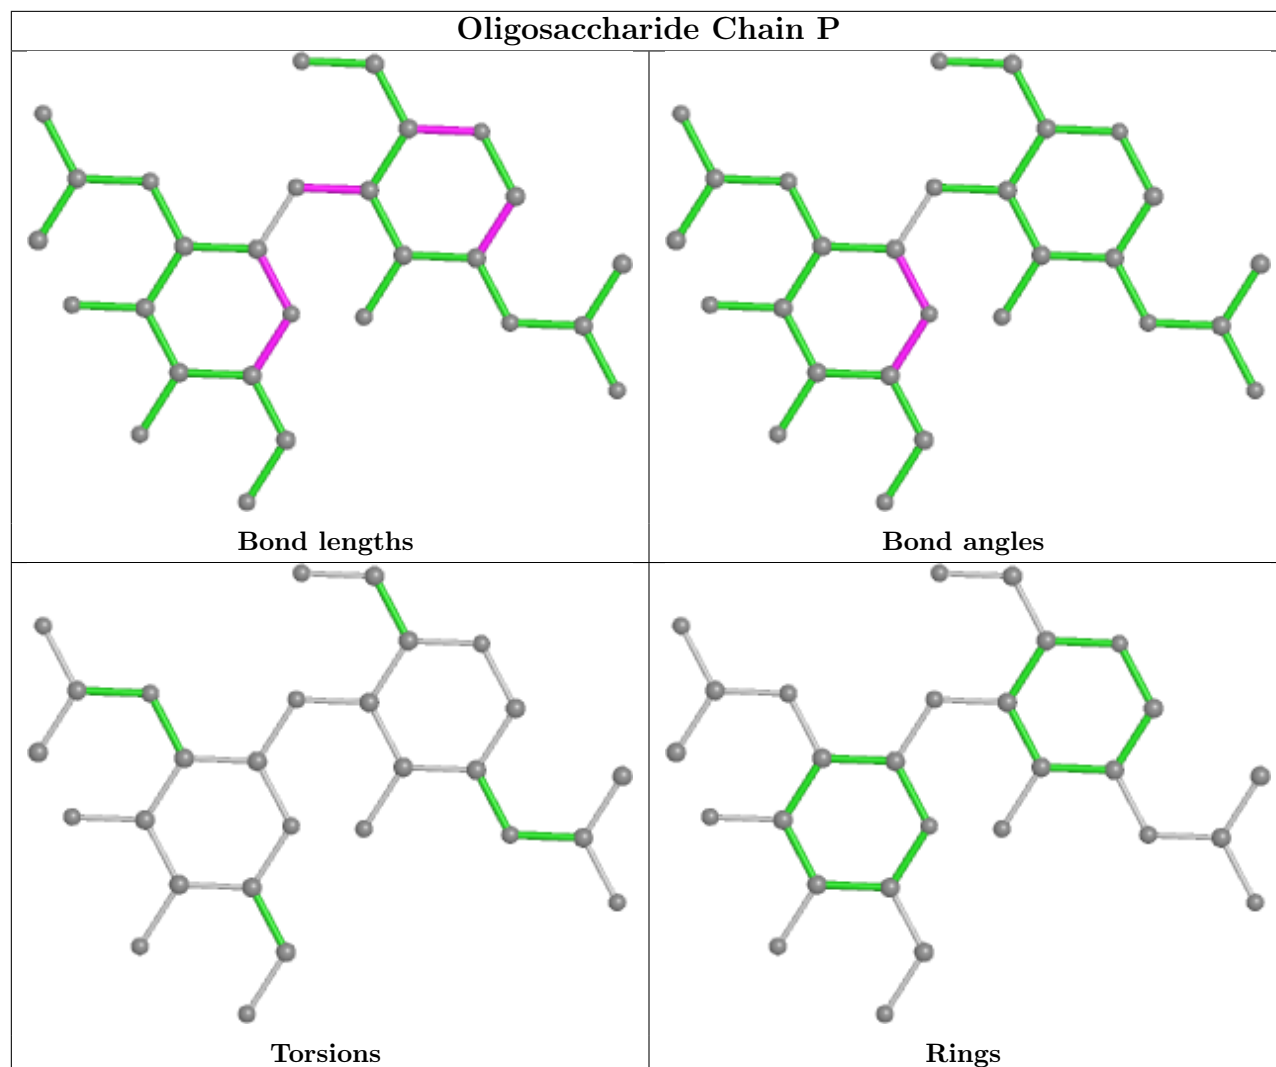 Oligosaccharide Chain P
Bond lengths
Bond angles
Torsions
Rings